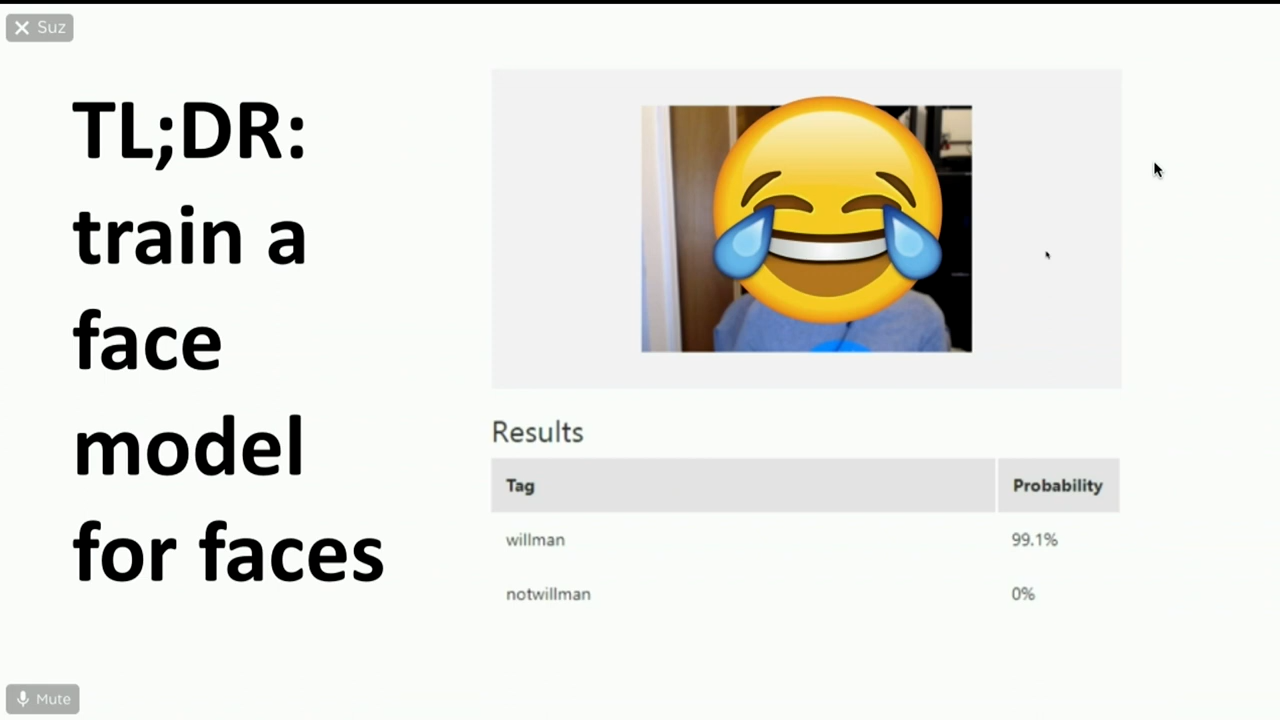 Suz
TL;DR:
train a
face
model
for faces
Results
Tag Probability
willman 99.1%
notwillman 0%
Mute